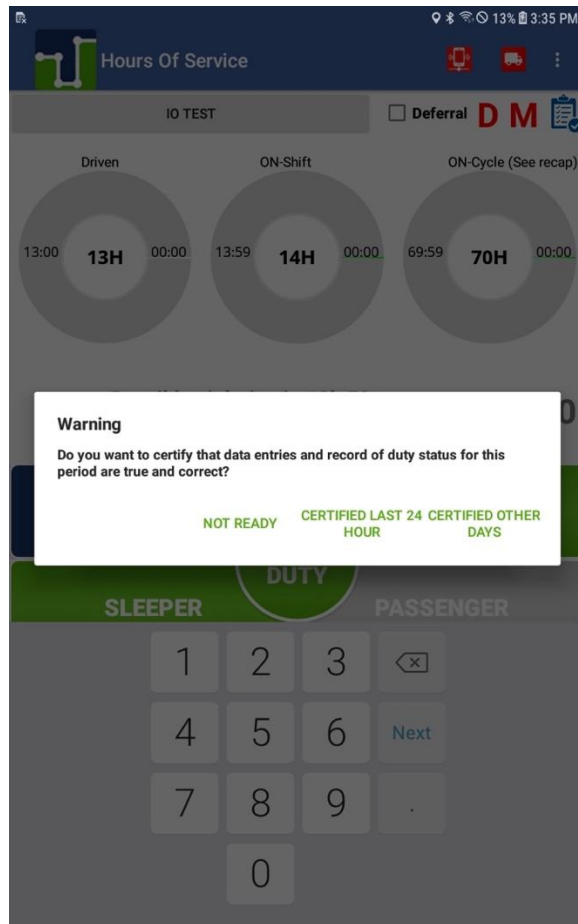 13% 3:35 PM
Hours Of Service
IO TEST
Deferral D M
Driven
ON-Shift
ON-Cycle (See recap)
13:00 13H 00:00
13:59 14H 00:00
69:59 70H 00:00
0
Warning
Do you want to certify that data entries and record of duty status for this
period are true and correct?
NOT READY
CERTIFIED LAST 24
HOUR
CERTIFIED OTHER
DAYS
DUTY
SLEEPER
PASSENGER
1 2 3
4 5 6 Next
7 8 9 .
0